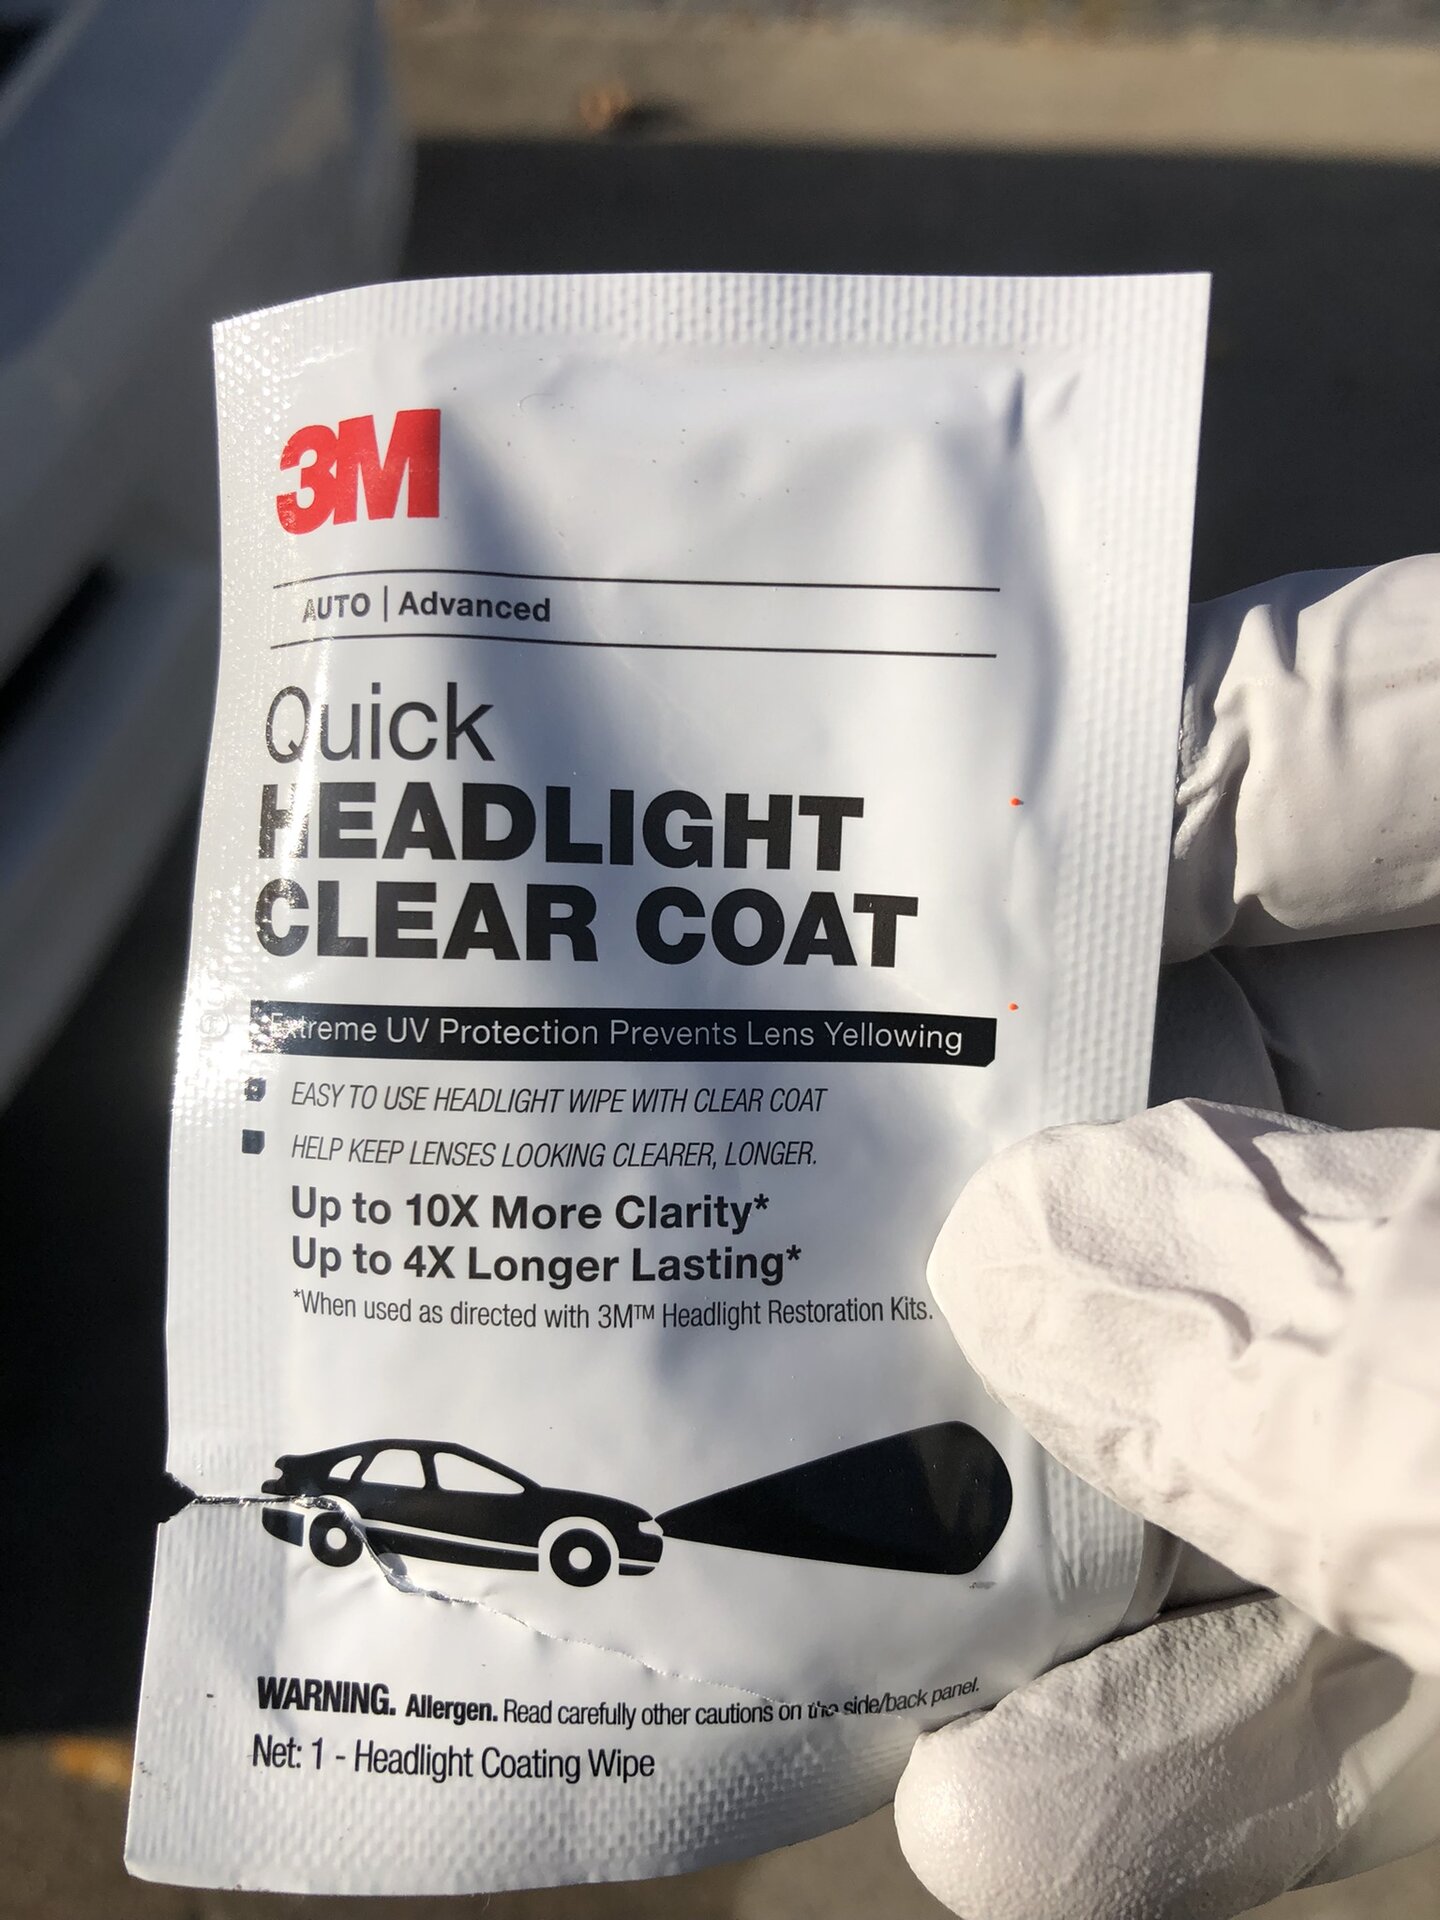 3M
AUTO | Advanced
Quick
HEADLIGHT
CLEAR COAT
Extreme UV Protection Prevents Lens Yellowing
EASY TO USE HEADLIGHT WIPE WITH CLEAR COAT
HELP KEEP LENSES LOOKING CLEARER, LONGER.
Up to 10X More Clarity*
Up to 4X Longer Lasting*
*When used as directed with 3M™ Headlight Restoration Kits.
WARNING. Allergen. Read carefully other cautions on the side/back panel.
Net: 1 - Headlight Coating Wipe